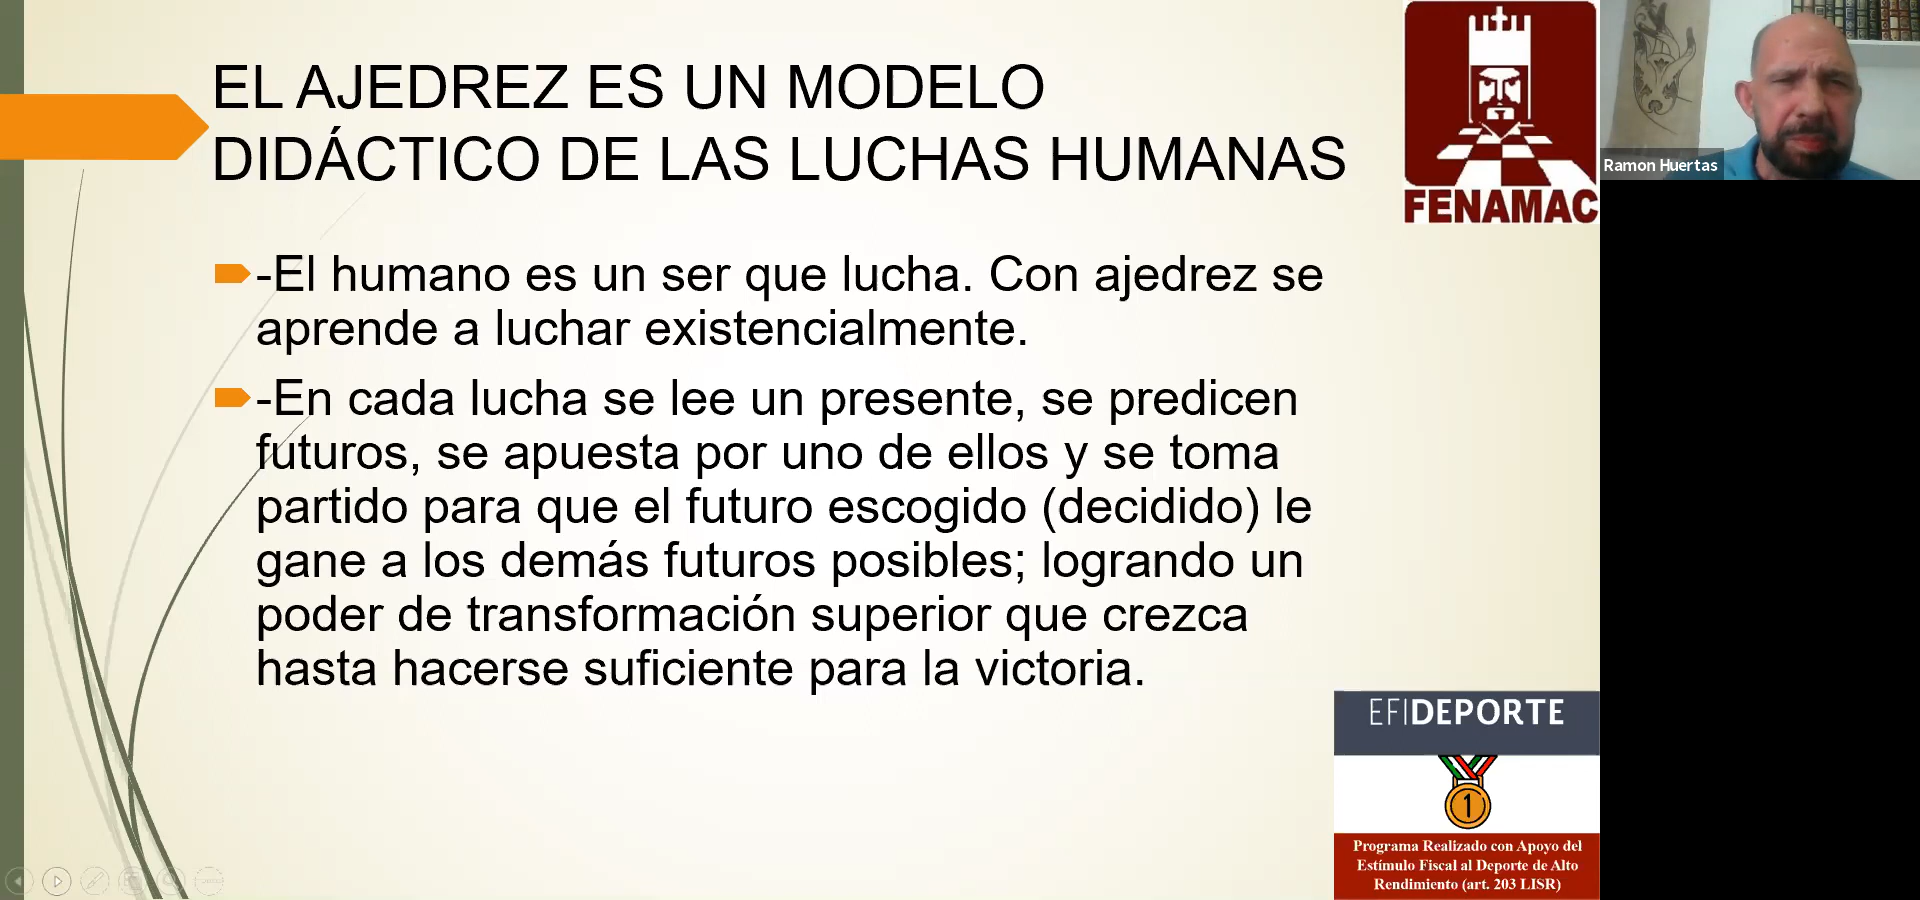 EL AJEDREZ ES UN MODELO
DIDÁCTICO DE LAS LUCHAS HUMANAS
-El humano es un ser que lucha. Con ajedrez se
aprende a luchar existencialmente.
-En cada lucha se lee un presente, se predicen
futuros, se apuesta por uno de ellos y se toma
partido para que el futuro escogido (decidido) le
gane a los demás futuros posibles; logrando un
poder de transformación superior que crezca
hasta hacerse suficiente para la victoria.
FENAMAC
Ramon Huertas
EFIDEPORTE
1
Programa Realizado con Apoyo del
Estímulo Fiscal al Deporte de Alto
Rendimiento (art. 203 LISR)